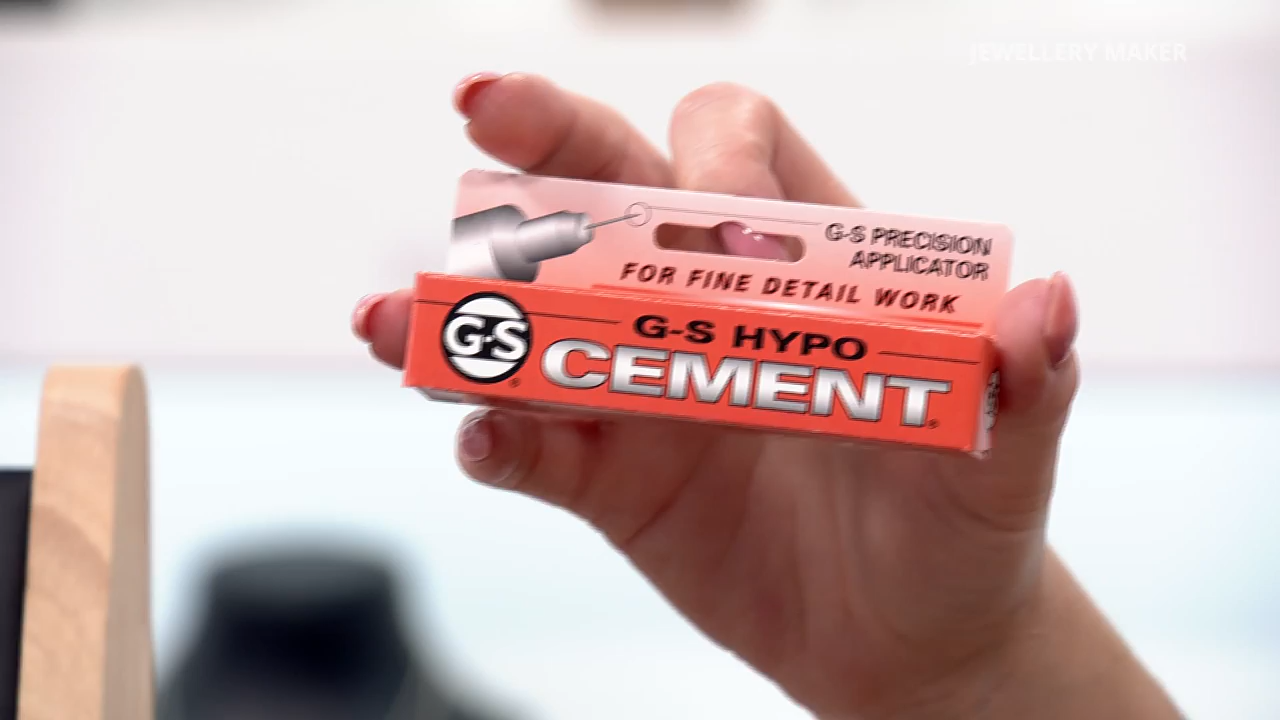 JEWELLERY MAKER
G-S PRECISION
APPLICATOR
FOR FINE DETAIL WORK
G-S
®
G-S HYPO
CEMENT®